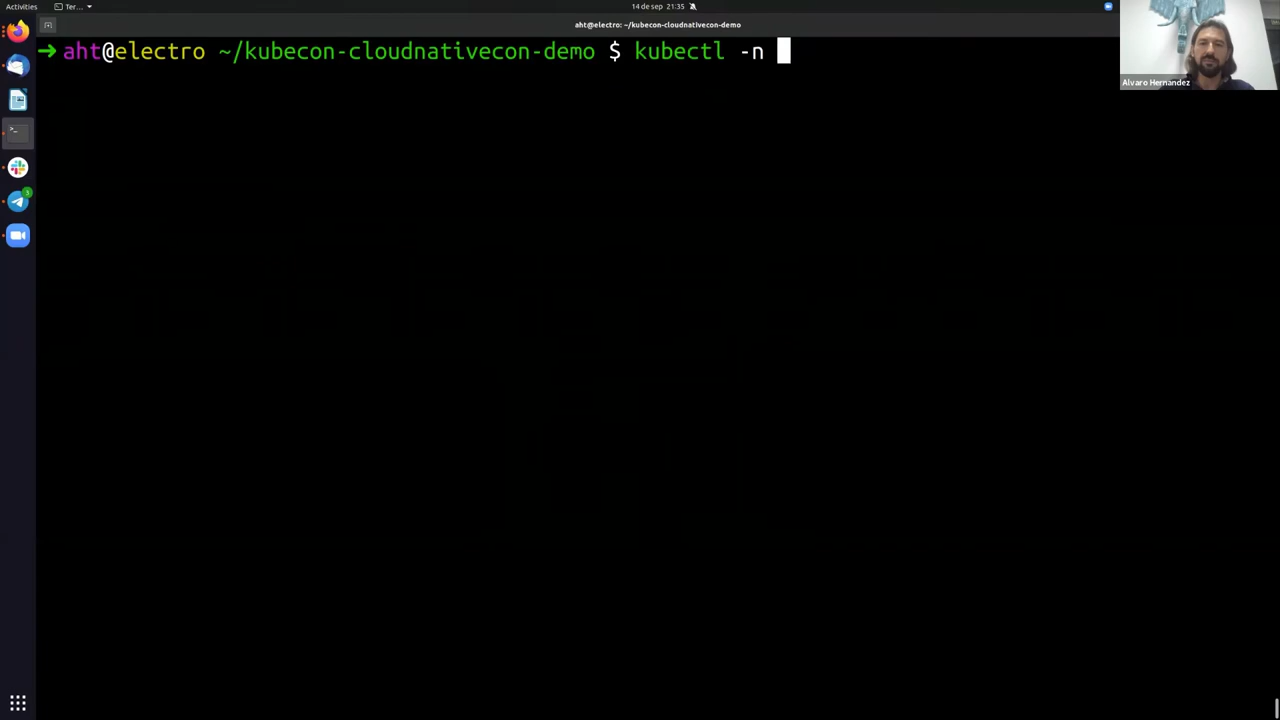 Activities
Ter...
14 de sep 21:35
aht@electro: ~/kubecon-cloudnativecon-demo
➜ aht@electro ~/kubecon-cloudnativecon-demo $ kubectl -n
Alvaro Hernandez
>_